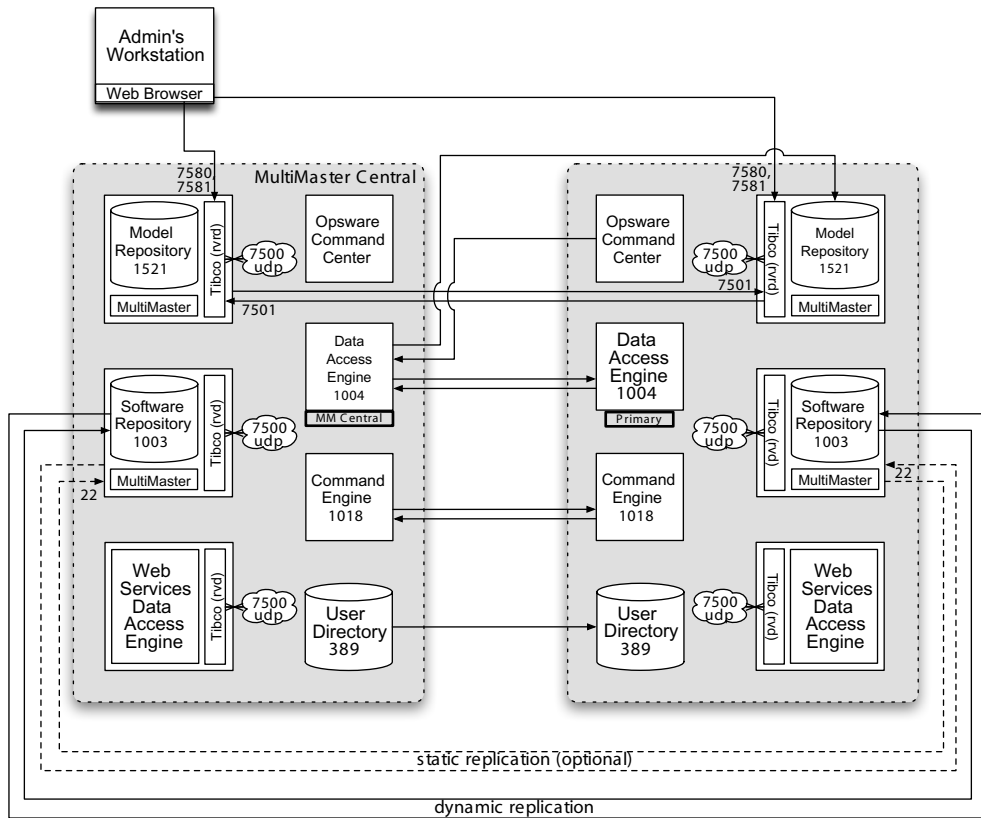 Admin's
Workstation
Web Browser
MultiMaster Central
7580,
7581
Model
Repository
1521
MultiMaster
Tibco (rvd)
7500
udp
Opsware
Command
Center
7501
Data
Access
Engine
1004
MM Central
Software
Repository
1003
MultiMaster
Tibco (rvd)
7500
udp
22
Command
Engine
1018
Web
Services
Data
Access
Engine
Tibco (rvd)
7500
udp
User
Directory
389
7580,
7581
Opsware
Command
Center
7500
udp
Tibco (rvrd)
Model
Repository
1521
MultiMaster
7501
Data
Access
Engine
1004
Primary
7500
udp
Tibco (rvd)
Software
Repository
1003
MultiMaster
22
Command
Engine
1018
User
Directory
389
7500
udp
Tibco (rvd)
Web
Services
Data
Access
Engine
static replication (optional)
dynamic replication